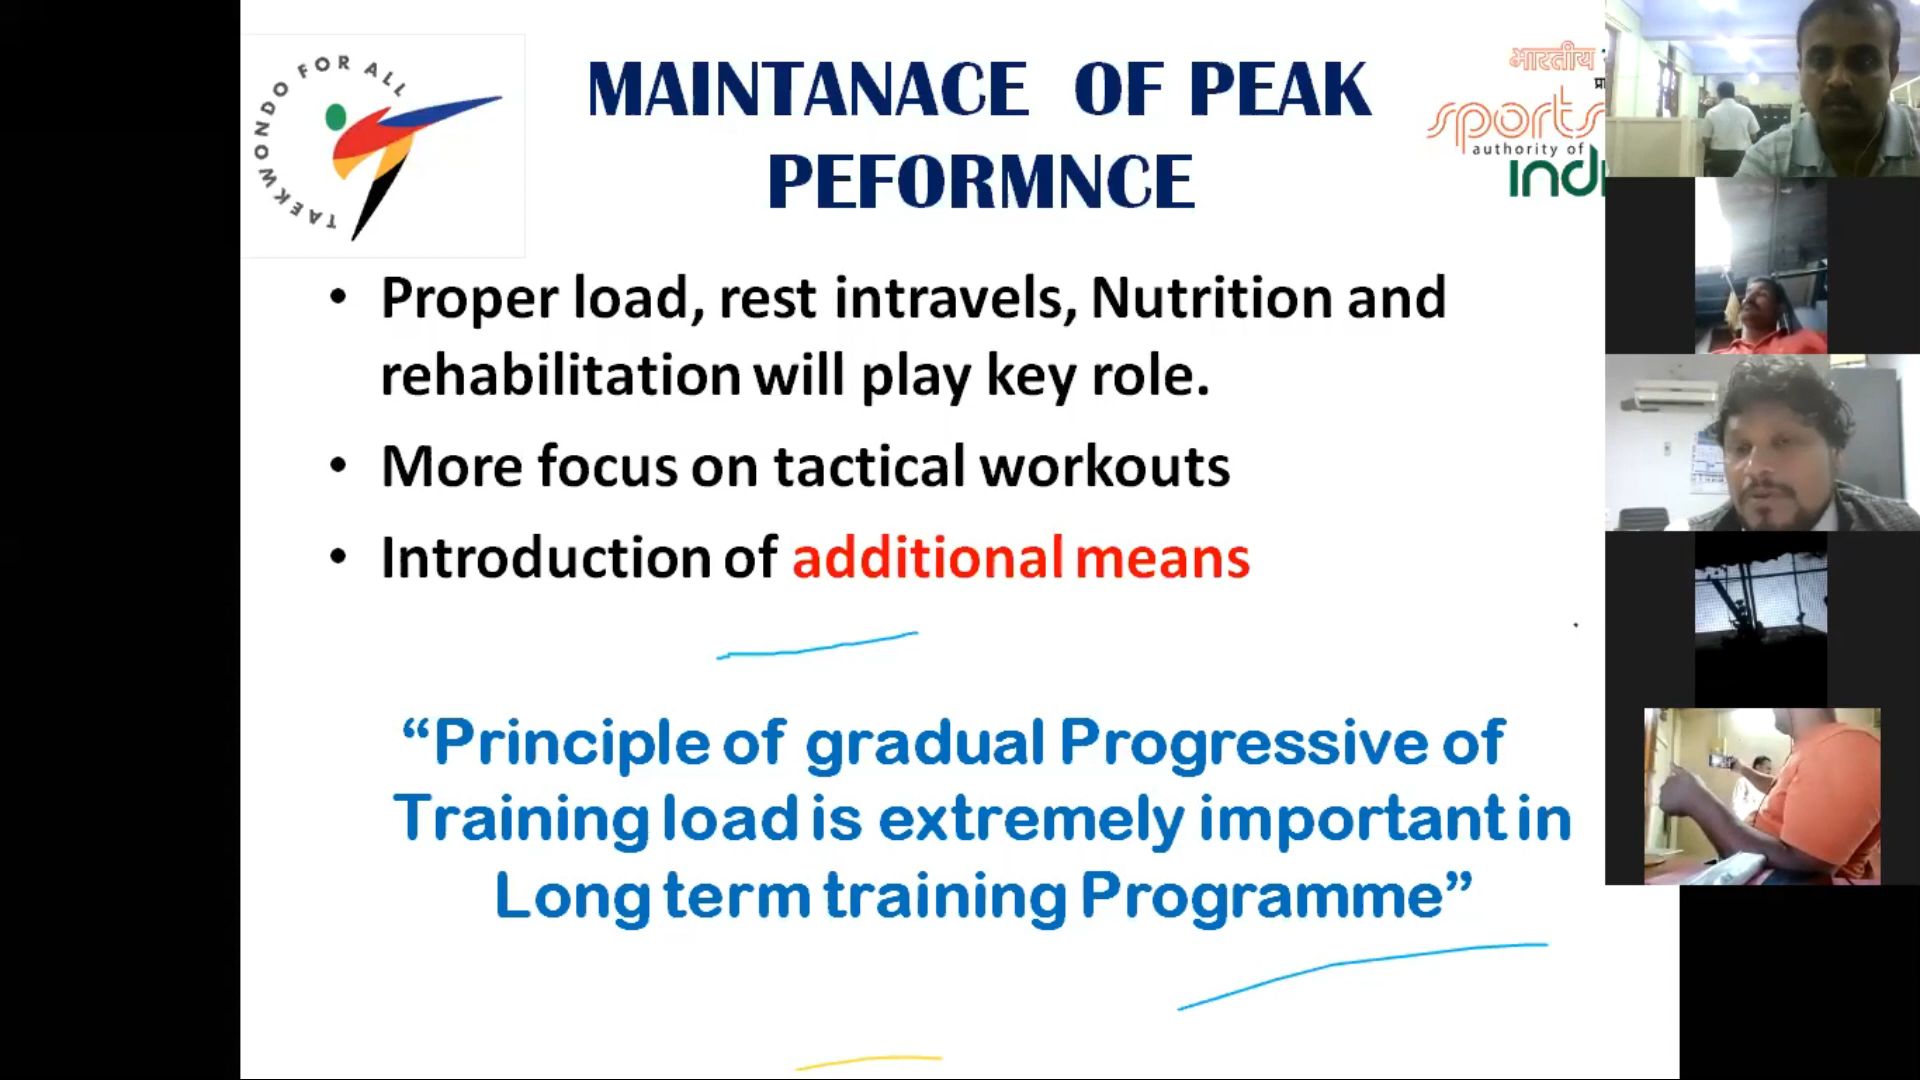 TAEKWONDO FOR ALL
MAINTANACE OF PEAK
PEFORMNCE
भारतीय
प्रा
sports
authority of
indi
• Proper load, rest intravels, Nutrition and
rehabilitation will play key role.
• More focus on tactical workouts
• Introduction of additional means
“Principle of gradual Progressive of
Training load is extremely important in
Long term training Programme”